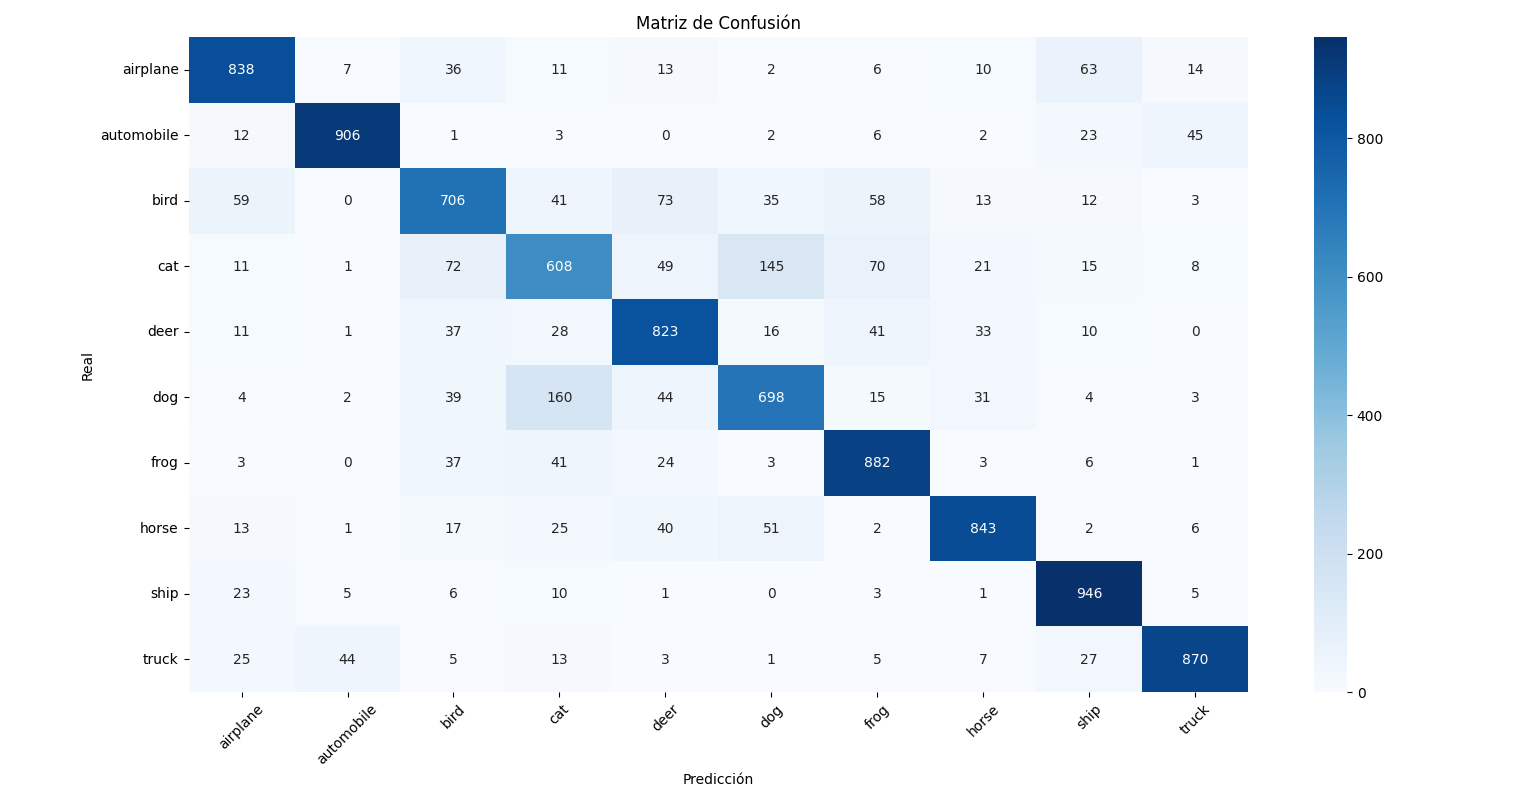 Matriz de Confusión
airplane 838 7 36 11 13 2 6 10 63 14
automobile 12 906 1 3 0 2 6 2 23 45
bird 59 0 706 41 73 35 58 13 12 3
cat 11 1 72 608 49 145 70 21 15 8
deer 11 1 37 28 823 16 41 33 10 0
dog 4 2 39 160 44 698 15 31 4 3
frog 3 0 37 41 24 3 882 3 6 1
horse 13 1 17 25 40 51 2 843 2 6
ship 23 5 6 10 1 0 3 1 946 5
truck 25 44 5 13 3 1 5 7 27 870
Real
airplane automobile bird cat deer dog frog horse ship truck
Predicción
800
600
400
200
0